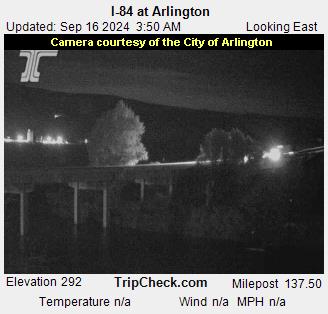 I-84 at Arlington
Updated: Sep 16 2024 3:50 AM Looking East
Camera courtesy of the City of Arlington
Elevation 292 TripCheck.com Milepost 137.50
Temperature n/a Wind n/a MPH n/a